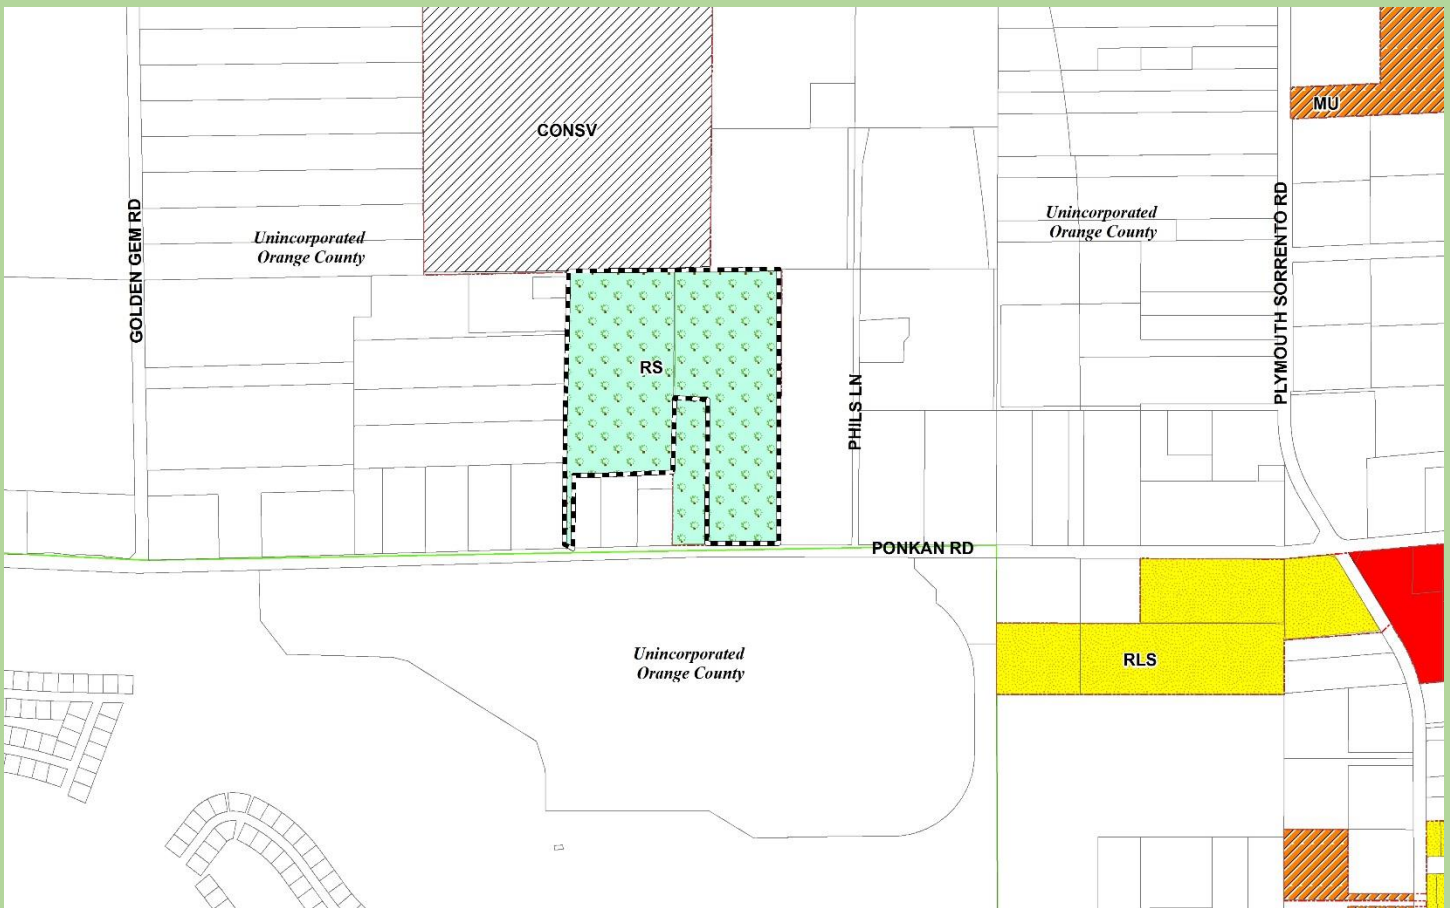 MU
CONSV
Unincorporated
Orange County
Unincorporated
Orange County
GOLDEN GEM RD
PLYMOUTH SORRENTO RD
RS
PHILS LN
PONKAN RD
Unincorporated
Orange County
RLS